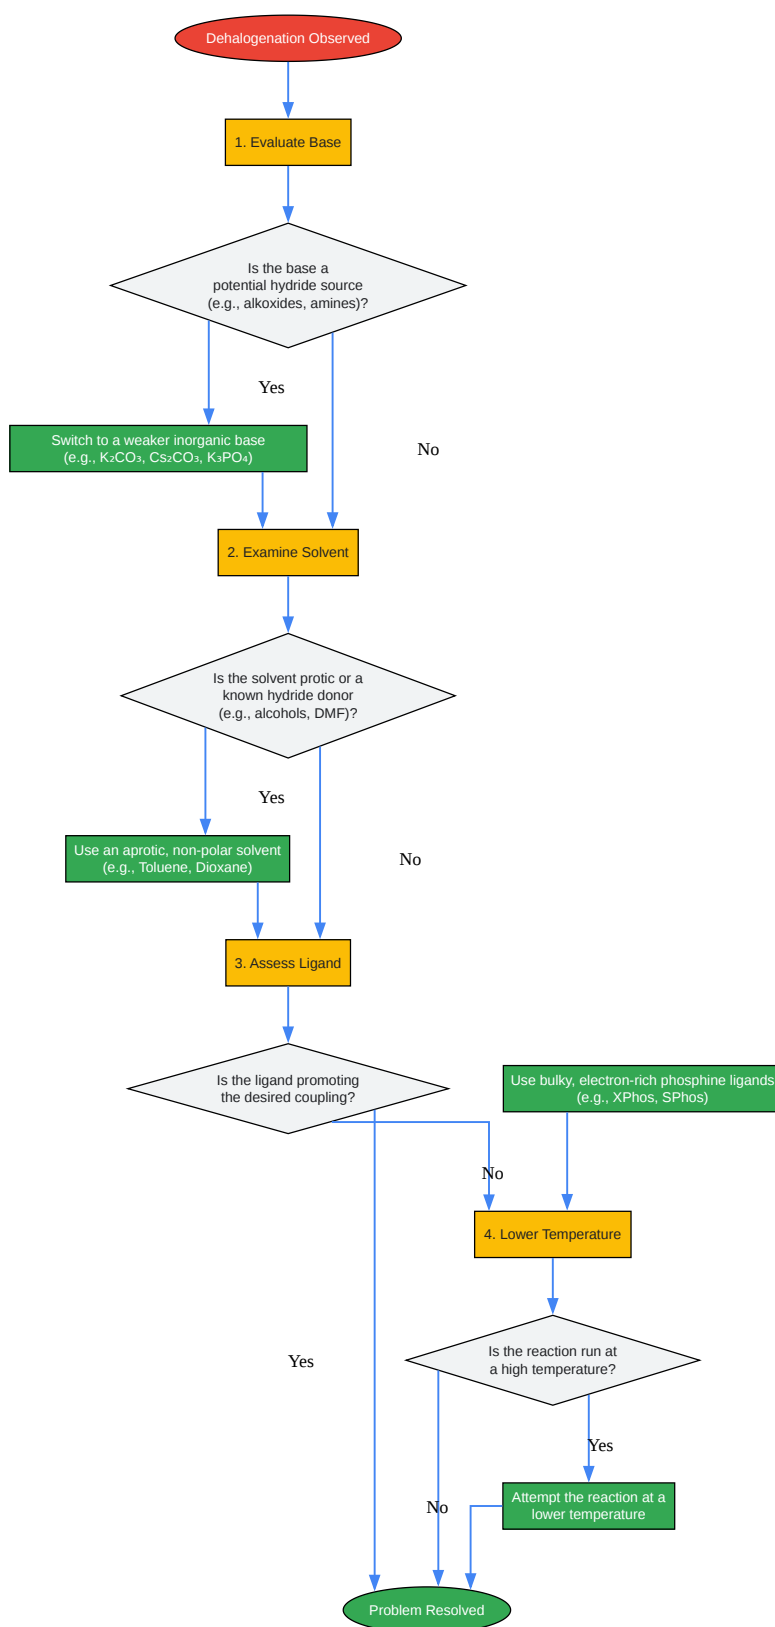 Dehalogenation Observed
1. Evaluate Base
Is the base a
potential hydride source
(e.g., alkoxides, amines)?
Yes
Switch to a weaker inorganic base
(e.g., K₂CO₃, Cs₂CO₃, K₃PO₄)
No
2. Examine Solvent
Is the solvent protic or a
known hydride donor
(e.g., alcohols, DMF)?
Yes
Use an aprotic, non-polar solvent
(e.g., Toluene, Dioxane)
No
3. Assess Ligand
Is the ligand promoting
the desired coupling?
Use bulky, electron-rich phosphine ligands
(e.g., XPhos, SPhos)
No
4. Lower Temperature
Yes
Is the reaction run at
a high temperature?
Yes
Attempt the reaction at a
lower temperature
No
Problem Resolved